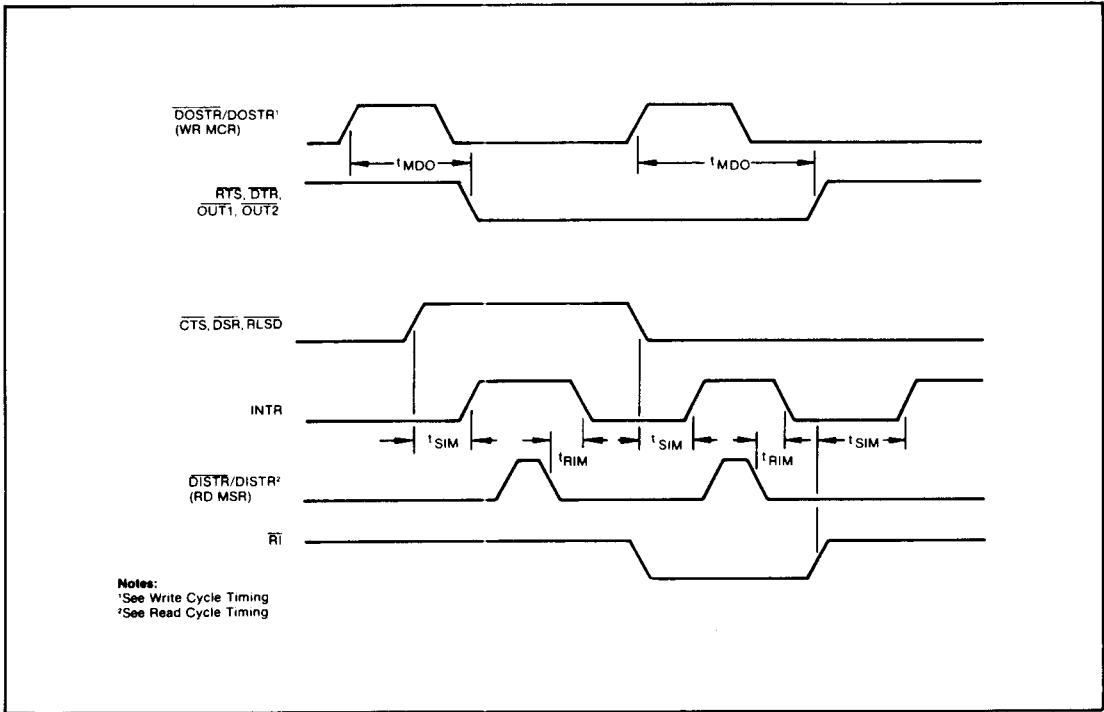 DOSTR/DOSTR¹
(WR MCR)
tMDO
tMDO
RTS, DTR,
OUT1, OUT2
CTS, DSR, RLSD
INTR
tSIM
tRIM
tSIM
tRIM
tSIM
DISTR/DISTR²
(RD MSR)
RI
Notes:
¹See Write Cycle Timing
²See Read Cycle Timing